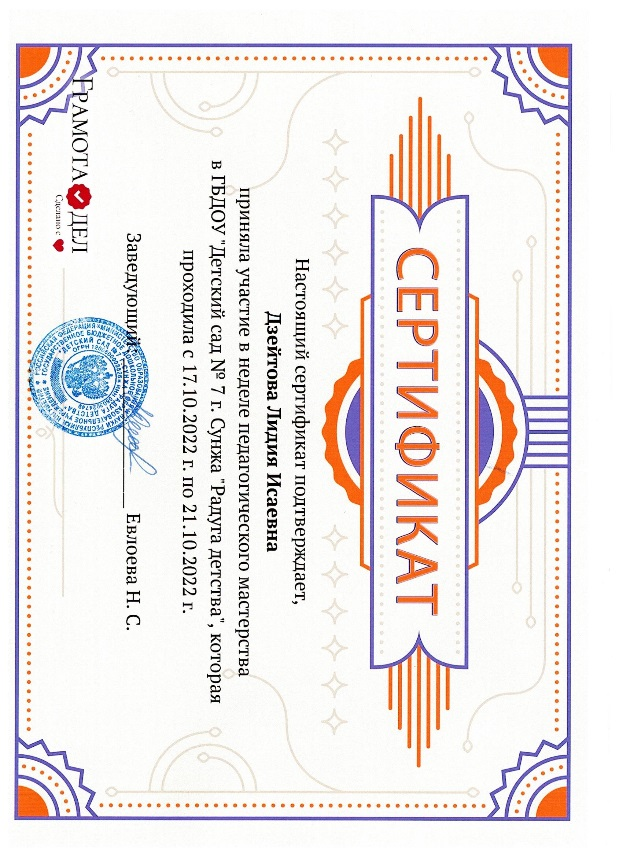 СЕРТИФИКАТ
Настоящий сертификат подтверждает,
Дзейтова Лидия Исаевна
приняла участие в неделе педагогического мастерства
в ГБДОУ "Детский сад № 7 г. Сунжа "Радуга детства", которая
проходила с 17.10.2022 г. по 21.10.2022 г.
Заведующий Евлоева Н. С.
ГРАМОТА ДЕЛ
Сделано с